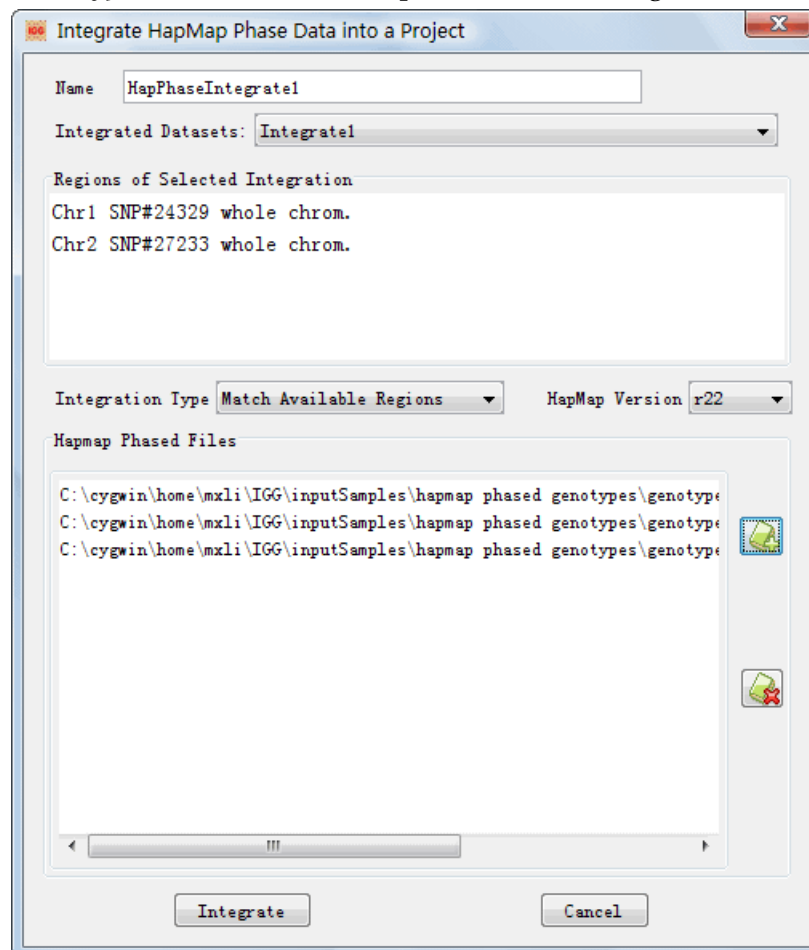 Integrate HapMap Phase Data into a Project
Name HapPhaseIntegrate1
Integrated Datasets: Integrate1
Regions of Selected Integration
Chr1 SNP#24329 whole chrom.
Chr2 SNP#27233 whole chrom.
Integration Type Match Available Regions HapMap Version r22
Hapmap Phased Files
C:\cygwin\home\mxli\IGG\inputSamples\hapmap phased genotypes\genotype
C:\cygwin\home\mxli\IGG\inputSamples\hapmap phased genotypes\genotype
C:\cygwin\home\mxli\IGG\inputSamples\hapmap phased genotypes\genotype
Integrate Cancel